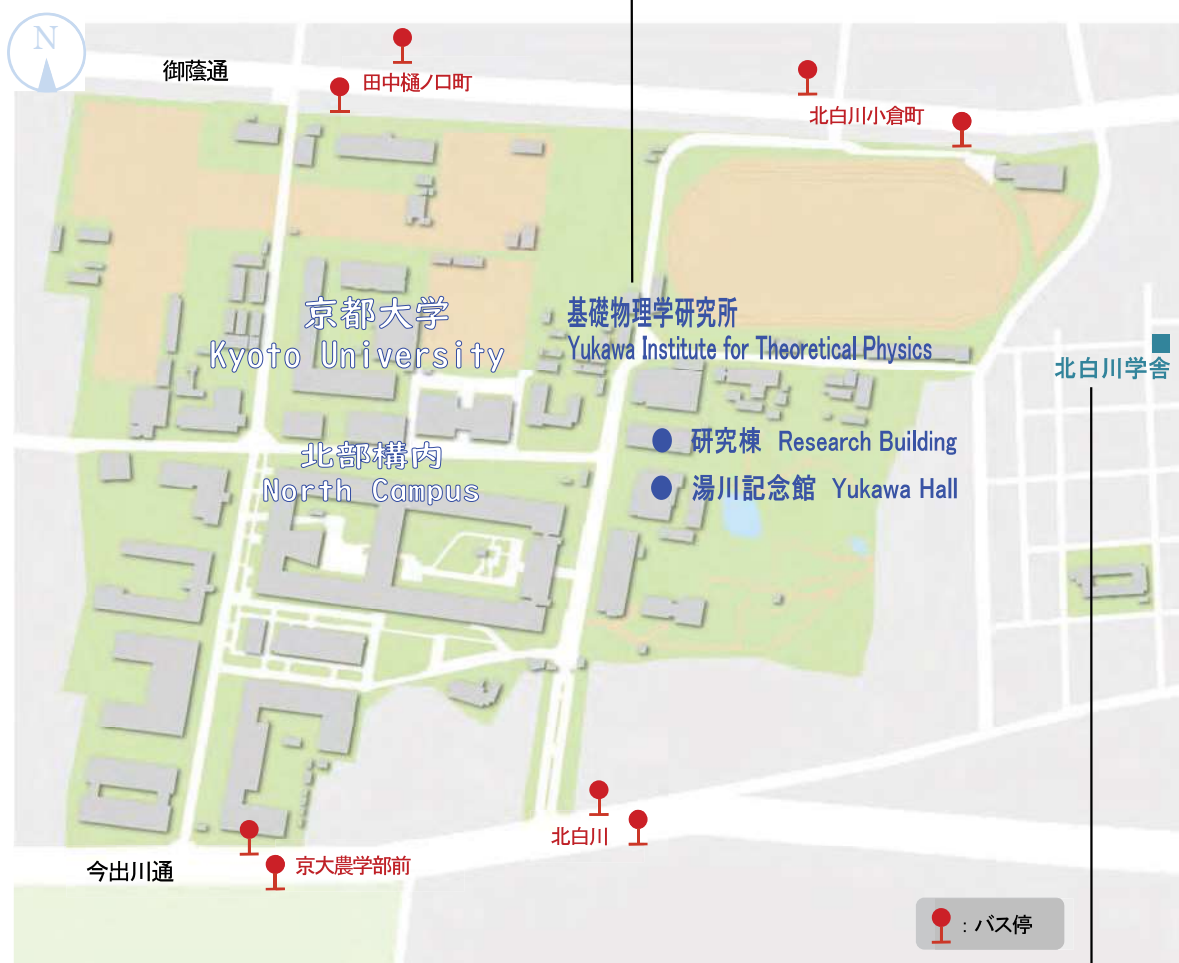 N
御蔭通
田中樋ノ口町
北白川小倉町
京都大学
Kyoto University
基礎物理学研究所
Yukawa Institute for Theoretical Physics
北白川学舎
北部構内
North Campus
研究棟 Research Building
湯川記念館 Yukawa Hall
北白川
今出川通
京大農学部前
: バス停